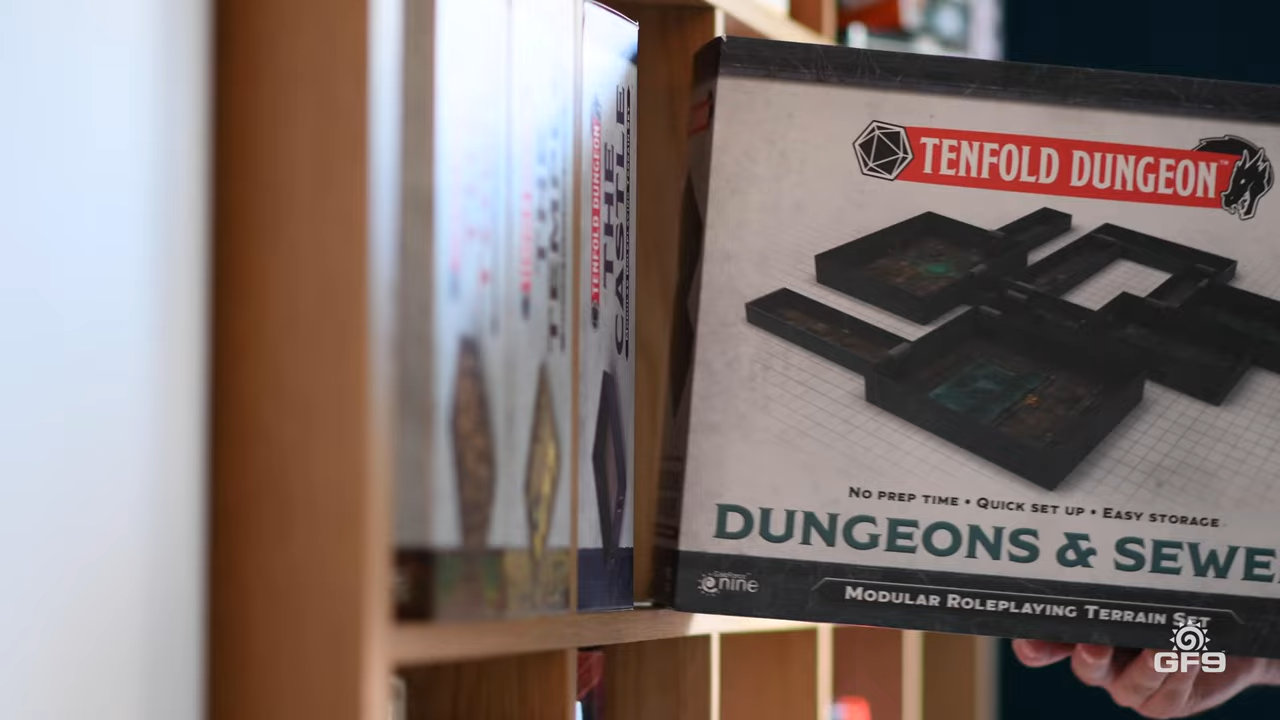 TENFOLD DUNGEON
THE
CASTLE
TENFOLD DUNGEON™
NO PREP TIME • QUICK SET UP • EASY STORAGE
DUNGEONS & SEWE
nine
MODULAR ROLEPLAYING TERRAIN SET
GF9